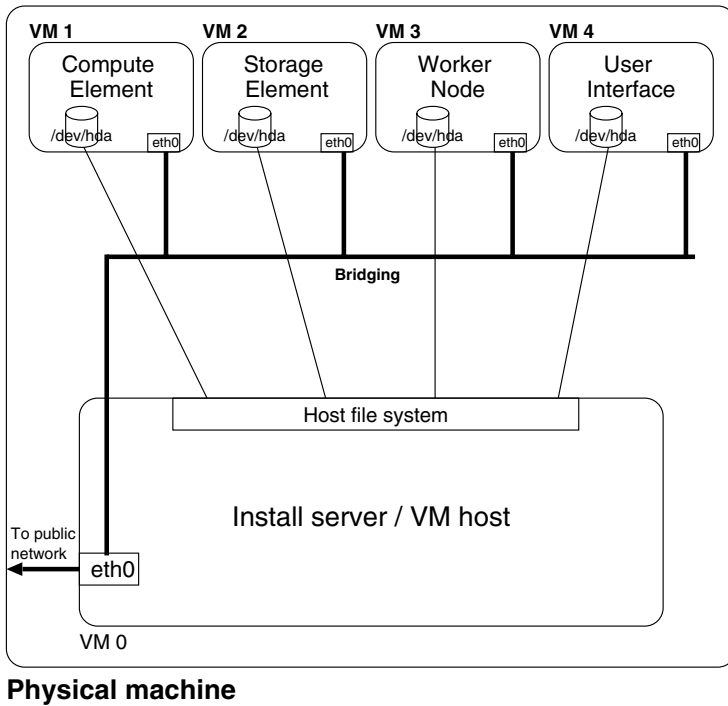 VM 1
VM 2
VM 3
VM 4
Compute
Element
Storage
Element
Worker
Node
User
Interface
/dev/hda
eth0
/dev/hda
eth0
/dev/hda
eth0
/dev/hda
eth0
Bridging
Host file system
Install server / VM host
To public
network
eth0
VM 0
Physical machine